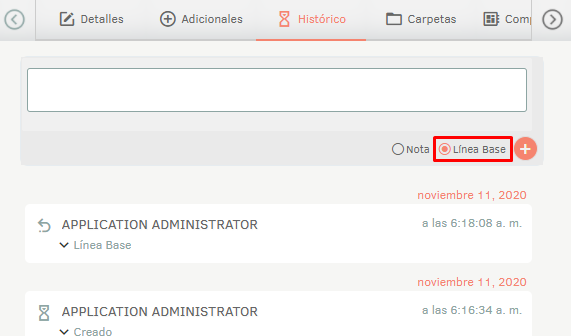 Detalles Adicionales Histórico Carpetas
Nota Línea Base
noviembre 11, 2020
APPLICATION ADMINISTRATOR a las 6:18:08 a. m.
Línea Base
noviembre 11, 2020
APPLICATION ADMINISTRATOR a las 6:16:34 a. m.
Creado